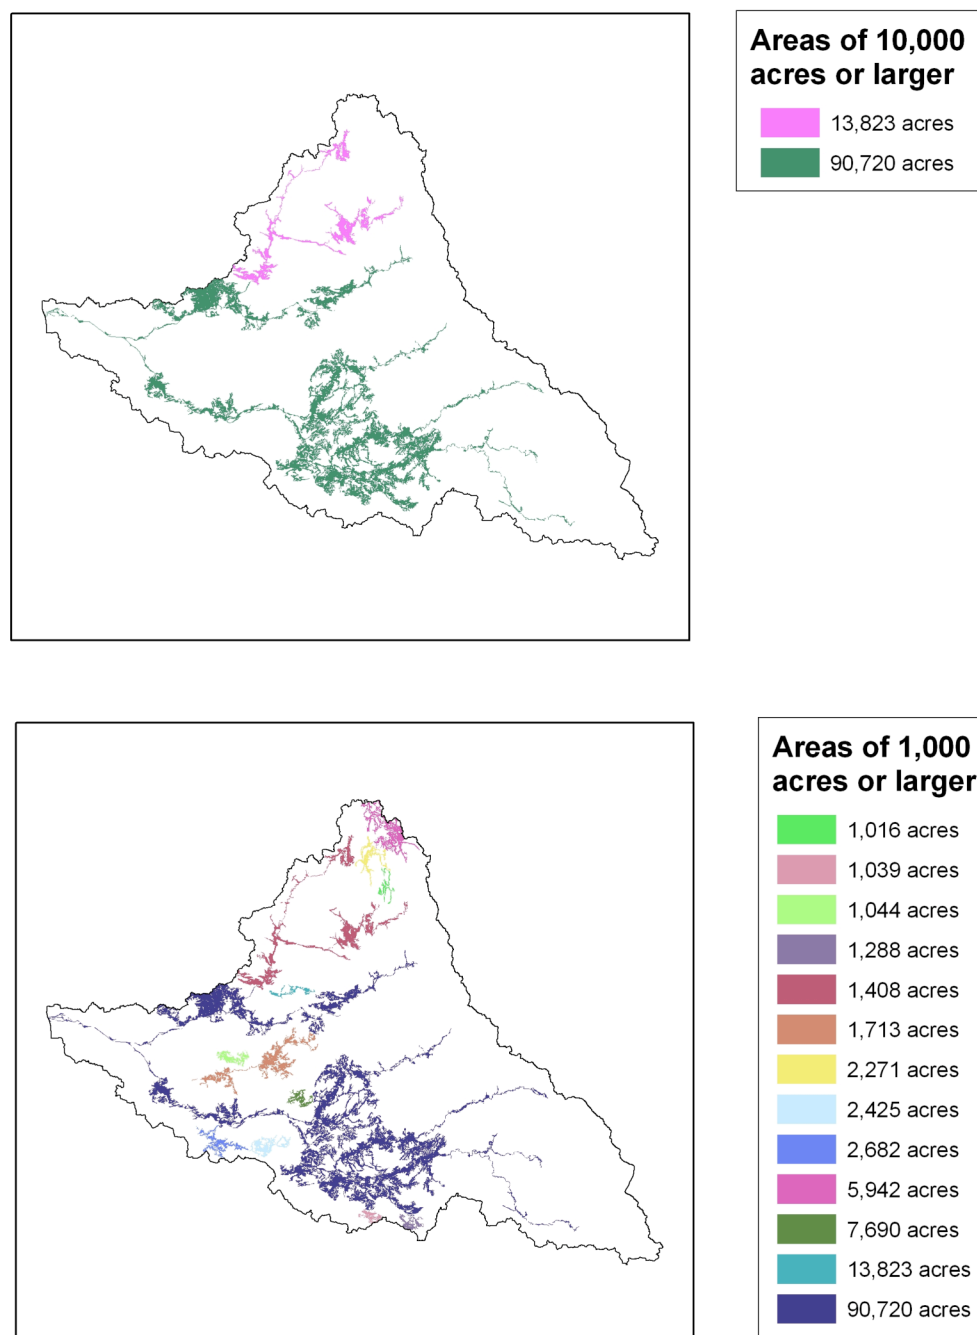 Areas of 10,000
acres or larger
13,823 acres
90,720 acres
Areas of 1,000
acres or larger
1,016 acres
1,039 acres
1,044 acres
1,288 acres
1,408 acres
1,713 acres
2,271 acres
2,425 acres
2,682 acres
5,942 acres
7,690 acres
13,823 acres
90,720 acres